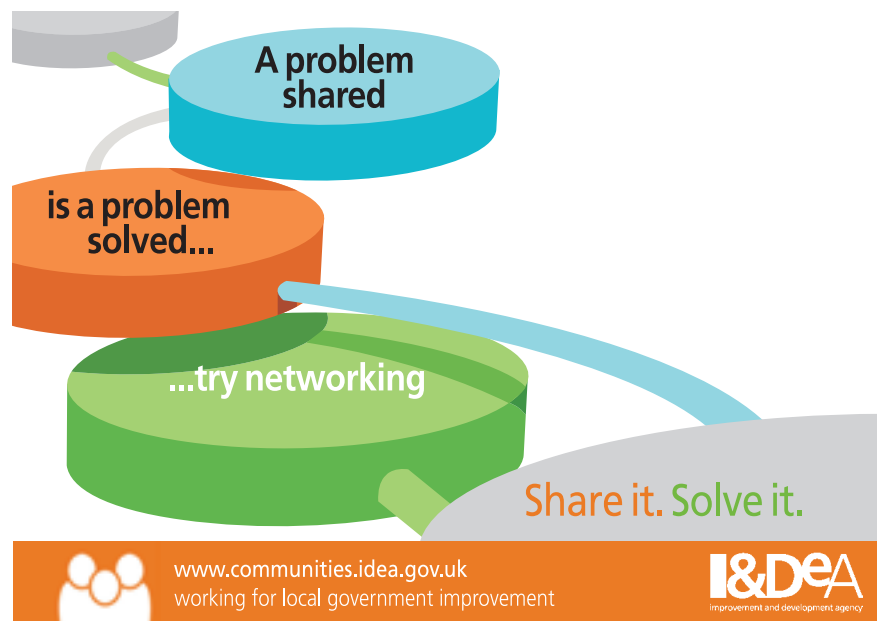 A problem
shared
is a problem
solved...
...try networking
Share it. Solve it.
www.communities.idea.gov.uk
working for local government improvement
I&DeA
improvement and development agency